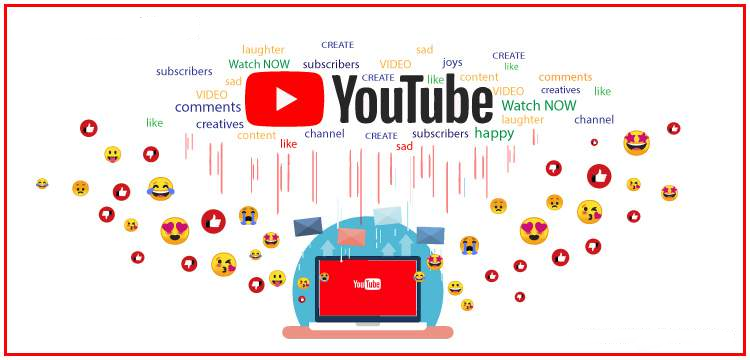 CREATE
laughter sad
CREATE
Watch NOW subscribers VIDEO joys like
subscribers CREATE like content comments
sad
VIDEO YouTube VIDEO creatives like
comments Watch NOW
like creatives laughter channel
content channel CREATE subscribers happy
like sad
YouTube